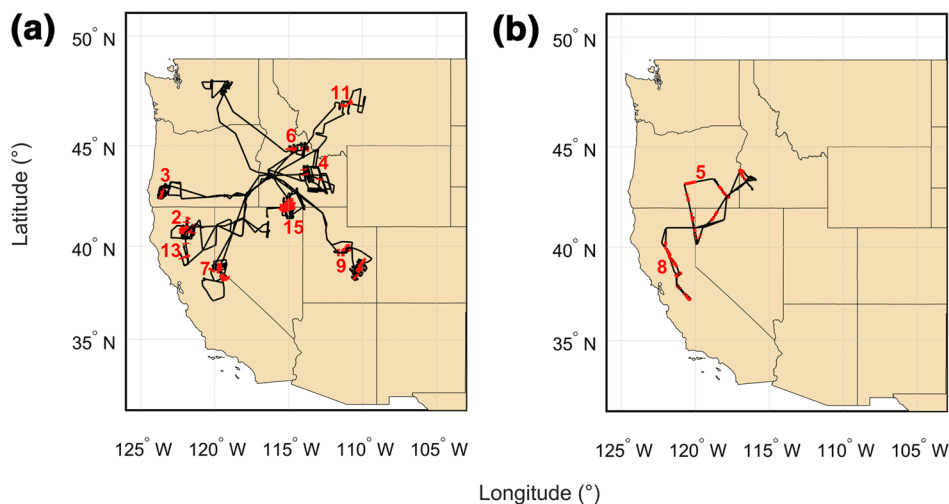 (a)
(b)
Latitude (°)
50° N
45° N
40° N
35° N
11
6
4
3
2
15
13
7
9
125° W
120° W
115° W
110° W
105° W
50° N
45° N
40° N
35° N
5
8
125° W
120° W
115° W
110° W
105° W
Longitude (°)